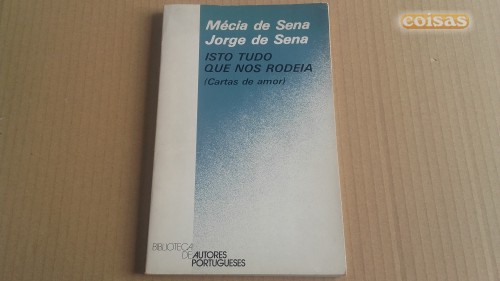 coisas
Mécia de Sena
Jorge de Sena
ISTO TUDO
QUE NOS RODEIA
(Cartas de amor)
BIBLIOTECA
DE AUTORES
PORTUGUESES